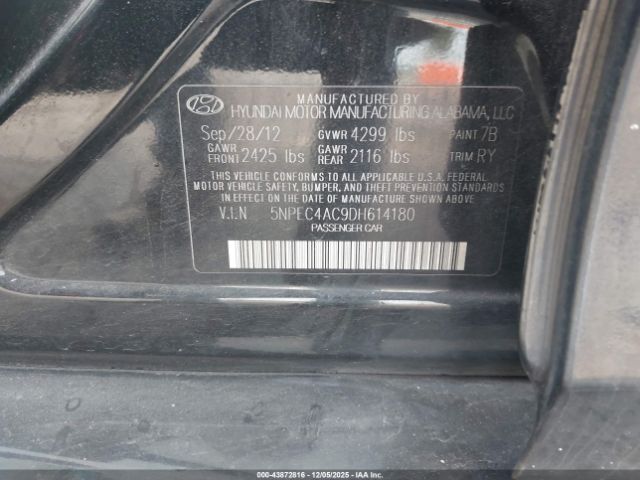 MANUFACTURED BY
HYUNDAI MOTOR MANUFACTURING ALABAMA, LLC
Sep/28/12 GVWR 4299 lbs PAINT 7B
GAWR FRONT 2425 lbs GAWR REAR 2116 lbs TRIM RY
THIS VEHICLE CONFORMS TO ALL APPLICABLE U.S.A. FEDERAL
MOTOR VEHICLE SAFETY, BUMPER, AND THEFT PREVENTION
STANDARDS IN EFFECT ON THE DATE OF MANUFACTURE
SHOWN ABOVE.
V.I.N 5NPEC4AC9DH614180
PASSENGER CAR
000-43872816 12/05/2025 IAA Inc.